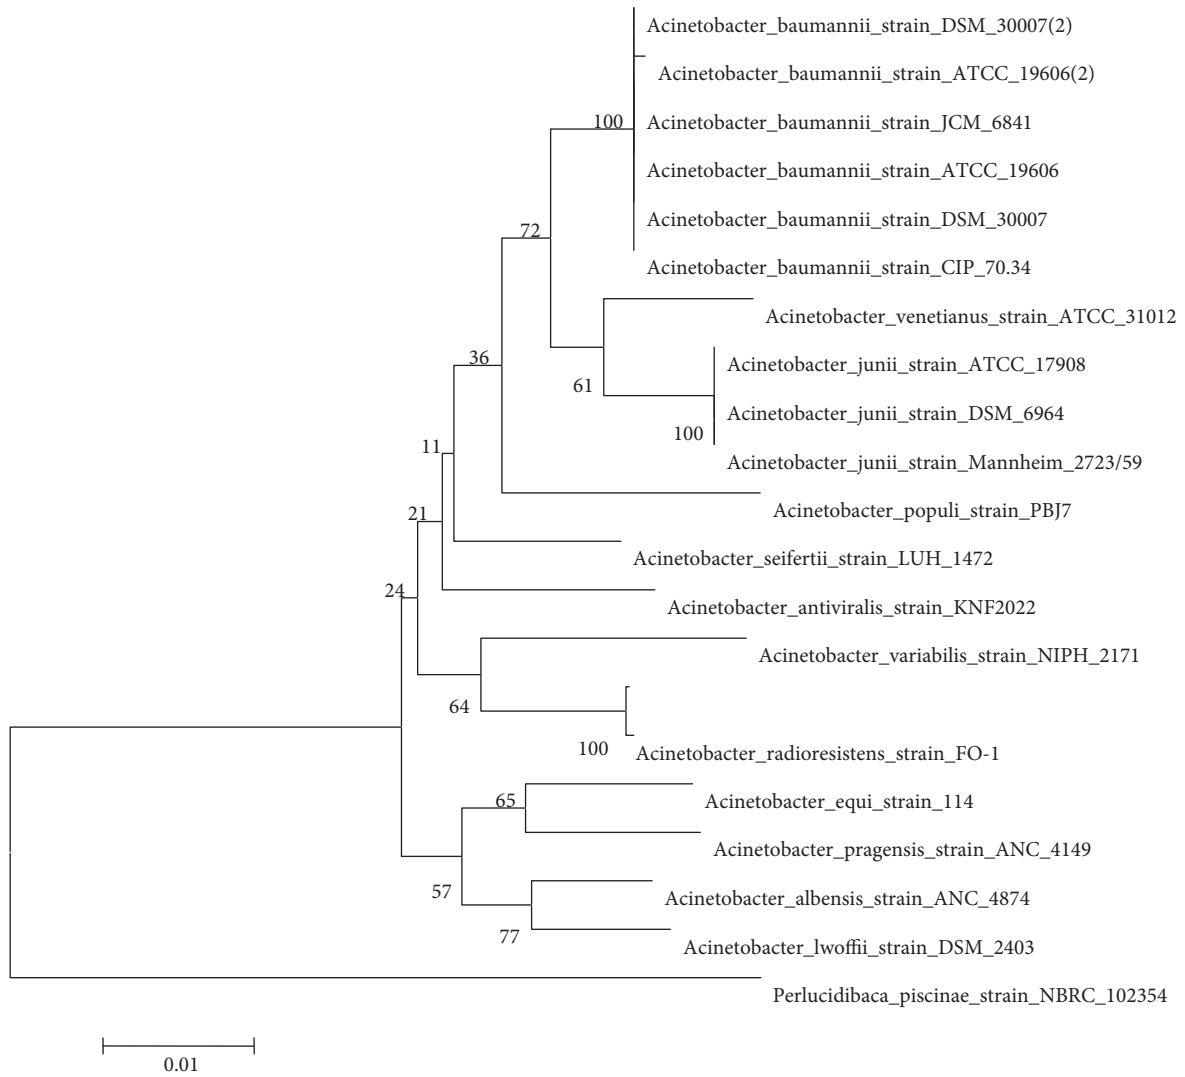 Acinetobacter_baumannii_strain_DSM_30007(2)
Acinetobacter_baumannii_strain_ATCC_19606(2)
100
Acinetobacter_baumannii_strain_JCM_6841
Acinetobacter_baumannii_strain_ATCC_19606
Acinetobacter_baumannii_strain_DSM_30007
72
Acinetobacter_baumannii_strain_CIP_70.34
Acinetobacter_venetianus_strain_ATCC_31012
36
Acinetobacter_junii_strain_ATCC_17908
61
Acinetobacter_junii_strain_DSM_6964
100
11
Acinetobacter_junii_strain_Mannheim_2723/59
Acinetobacter_populi_strain_PBJ7
21
Acinetobacter_seifertii_strain_LUH_1472
24
Acinetobacter_antiviralis_strain_KNF2022
Acinetobacter_variabilis_strain_NIPH_2171
64
100
Acinetobacter_radioresistens_strain_FO-1
65
Acinetobacter_equi_strain_114
Acinetobacter_pragensis_strain_ANC_4149
57
Acinetobacter_albensis_strain_ANC_4874
77
Acinetobacter_lwoffii_strain_DSM_2403
Perlucidibaca_piscinae_strain_NBRC_102354
0.01